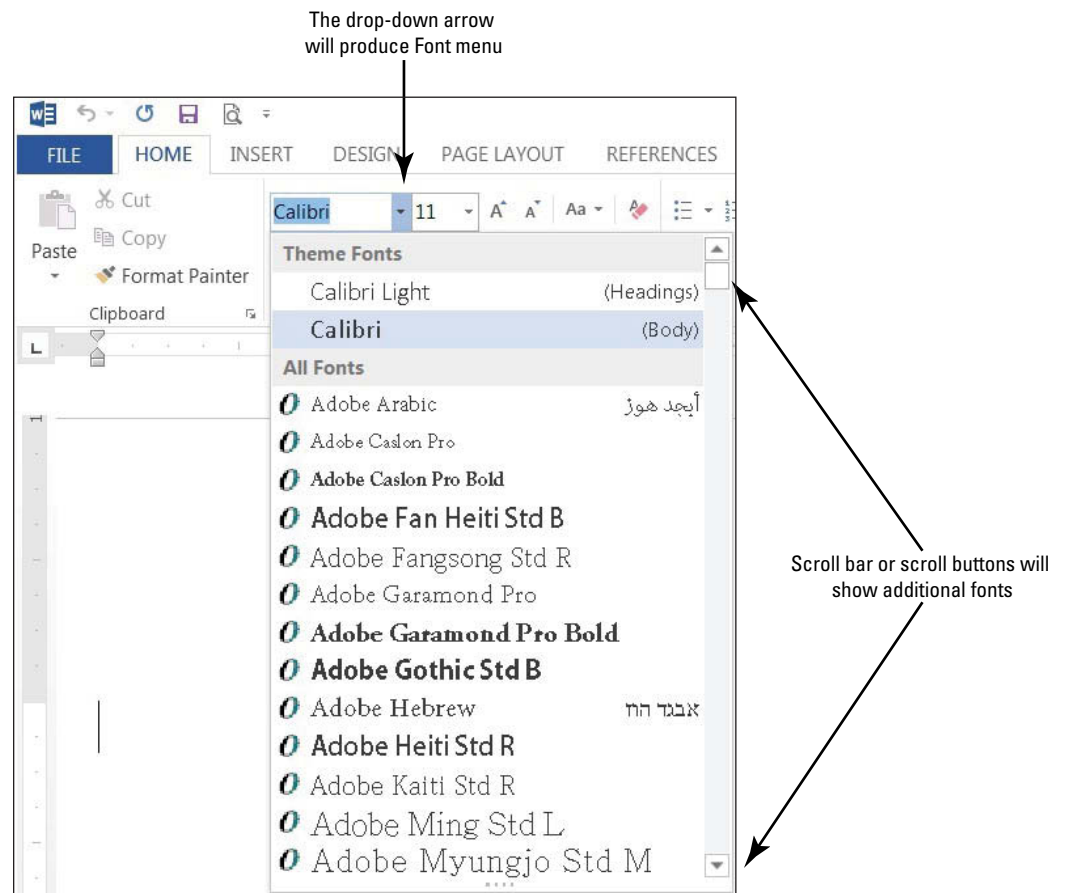 The drop-down arrow
will produce Font menu
FILE HOME INSERT DESIGN PAGE LAYOUT REFERENCES
Cut
Copy
Paste
Format Painter
Clipboard
Calibri 11 Aa
Theme Fonts
Calibri Light (Headings)
Calibri (Body)
All Fonts
Adobe Arabic أيجد هوز
Adobe Caslon Pro
Adobe Caslon Pro Bold
Adobe Fan Heiti Std B
Adobe Fangsong Std R
Adobe Garamond Pro
Adobe Garamond Pro Bold
Adobe Gothic Std B
Adobe Hebrew אבגד הוז
Adobe Heiti Std R
Adobe Kaiti Std R
Adobe Ming Std L
Adobe Myungjo Std M
Scroll bar or scroll buttons will
show additional fonts